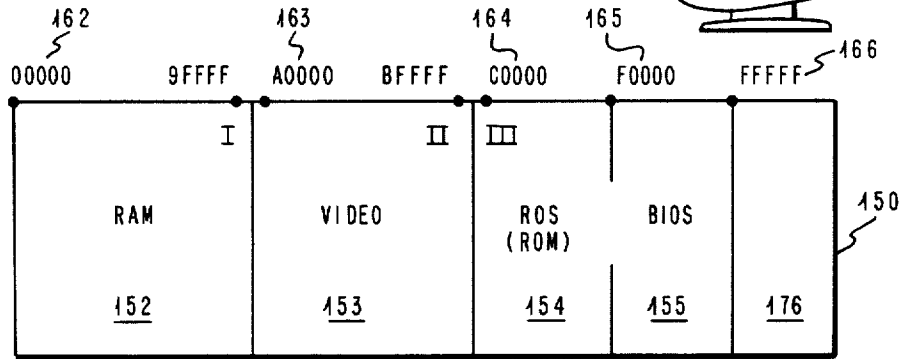 162 163 164 165
00000 9FFFF A0000 BFFFF C0000 F0000 FFFFF 166
I II III
150
RAM VIDEO ROS BIOS
(ROM)
152 153 154 155 176